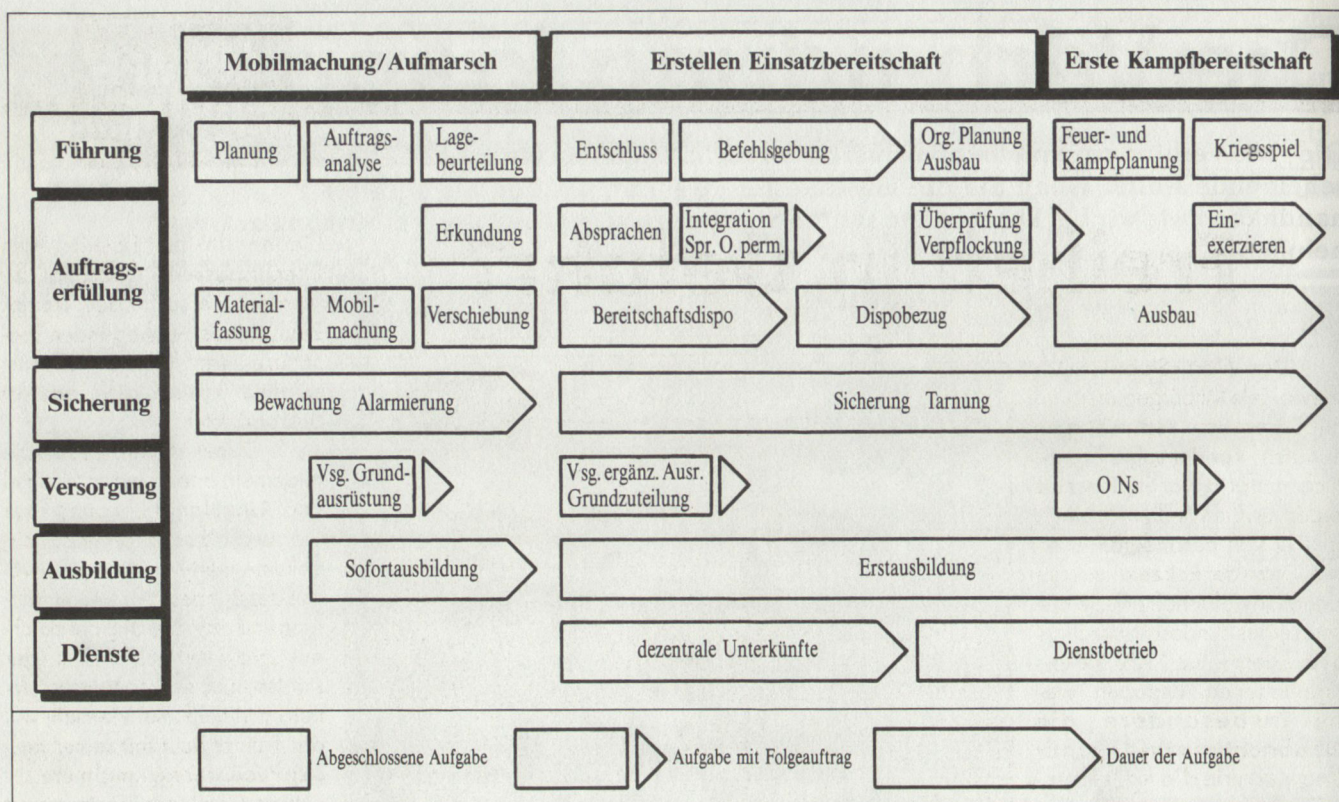 Mobilmachung/Aufmarsch
Erstellen Einsatzbereitschaft
Erste Kampfbereitschaft
Führung
Planung
Auftrags-
analyse
Lage-
beurteilung
Entschluss
Befehlsgebung
Org. Planung
Ausbau
Feuer- und
Kampfplanung
Kriegsspiel
Auftrags-
erfüllung
Erkundung
Absprachen
Integration
Spr. O. perm.
Überprüfung
Verpflockung
Ein-
exerzieren
Material-
fassung
Mobil-
machung
Verschiebung
Bereitschaftsdispo
Dispobezug
Ausbau
Sicherung
Bewachung Alarmierung
Sicherung Tarnung
Versorgung
Vsg. Grund-
ausrüstung
Vsg. ergänz. Ausr.
Grundzuteilung
O Ns
Ausbildung
Sofortausbildung
Erstausbildung
Dienste
dezentrale Unterkünfte
Dienstbetrieb
Abgeschlossene Aufgabe
Aufgabe mit Folgeauftrag
Dauer der Aufgabe